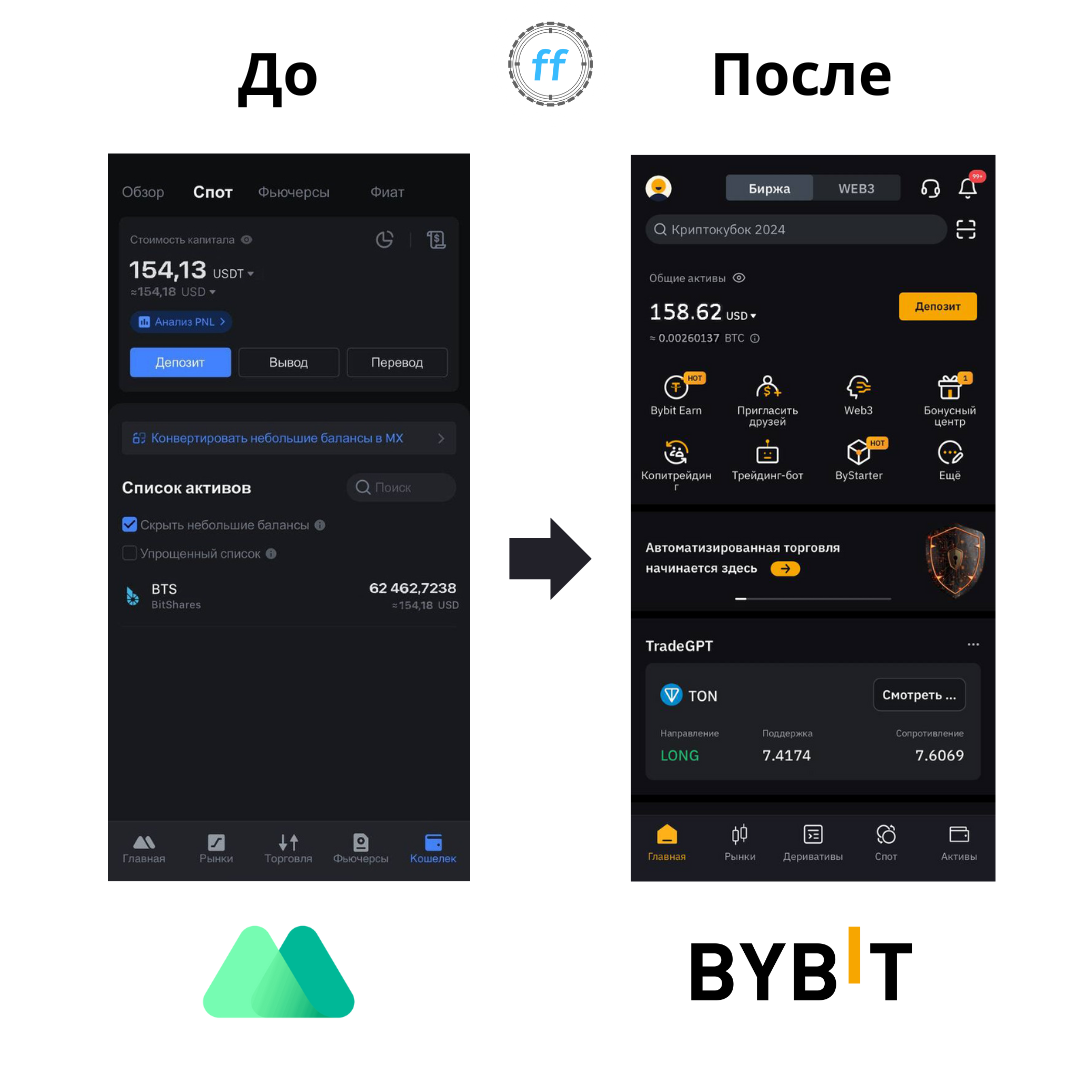 До
ff
После
Обзор Спот Фьючерсы Фиат
Стоимость капитала
154,13 USDT
≈154,18 USD
Анализ PNL
Депозит Вывод Перевод
Конвертировать небольшие балансы в MX
Список активов Поиск
Скрыть небольшие балансы
Упрощенный список
BTS 62 462,7238
BitShares ≈154,18 USD
Главная Рынки Торговля Фьючерсы Кошелек
Биржа WEB3 99+
Криптокубок 2024
Общие активы
158.62 USD
Депозит
≈ 0.00260137 BTC
HOT 1
Bybit Earn Пригласить Web3 Бонусный
друзей центр
HOT
Копитрейдин Трейдинг-бот ByStarter Ещё
г
Автоматизированная торговля
начинается здесь
TradeGPT ...
TON Смотреть ...
Направление Поддержка Сопротивление
LONG 7.4174 7.6069
Главная Рынки Деривативы Спот Активы
BYBIT